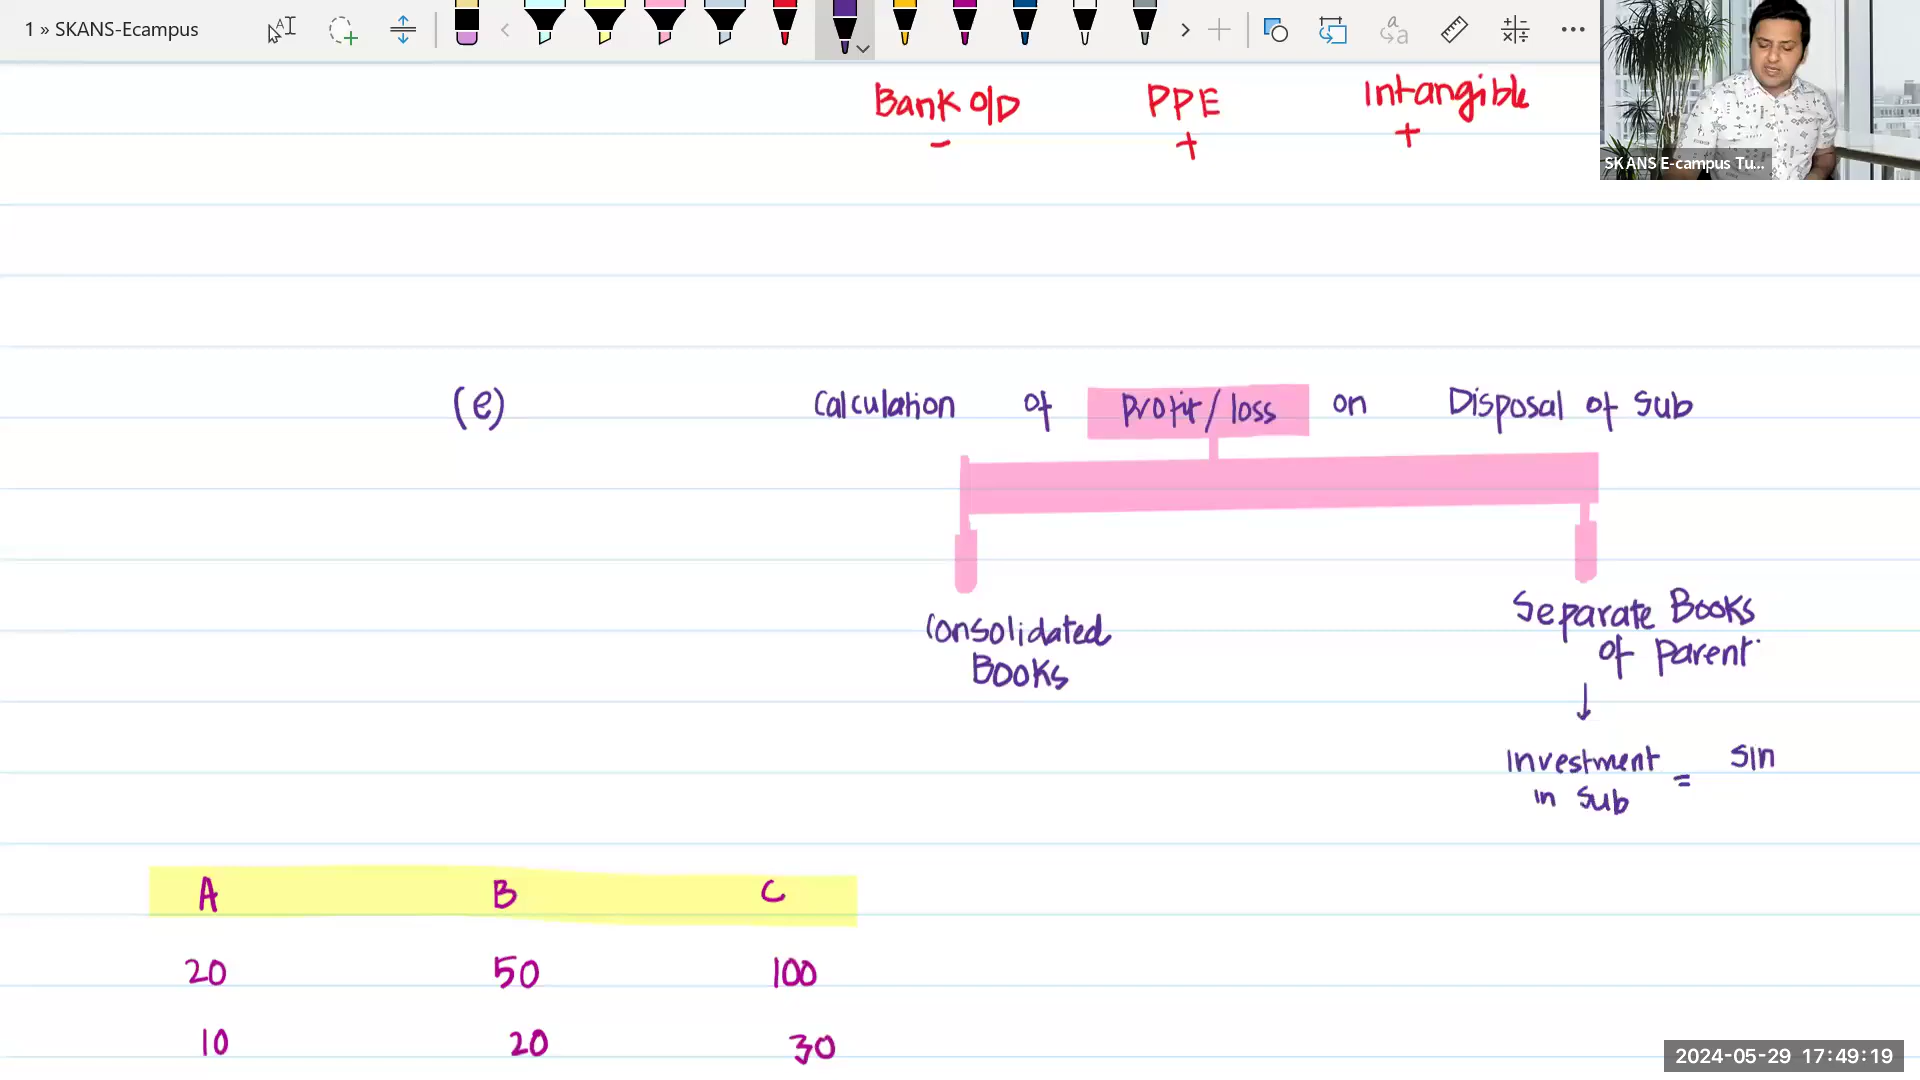 1 » SKANS-Ecampus
SKANS E-campus Tu...
Bank O/D PPE Intangible
- + +
(e) Calculation of Profit/loss on Disposal of Sub
Consolidated
Books
Separate Books
of Parent
↓
Investment = Sin
in Sub
A B C
20 50 100
10 20 30
2024-05-29 17:49:19